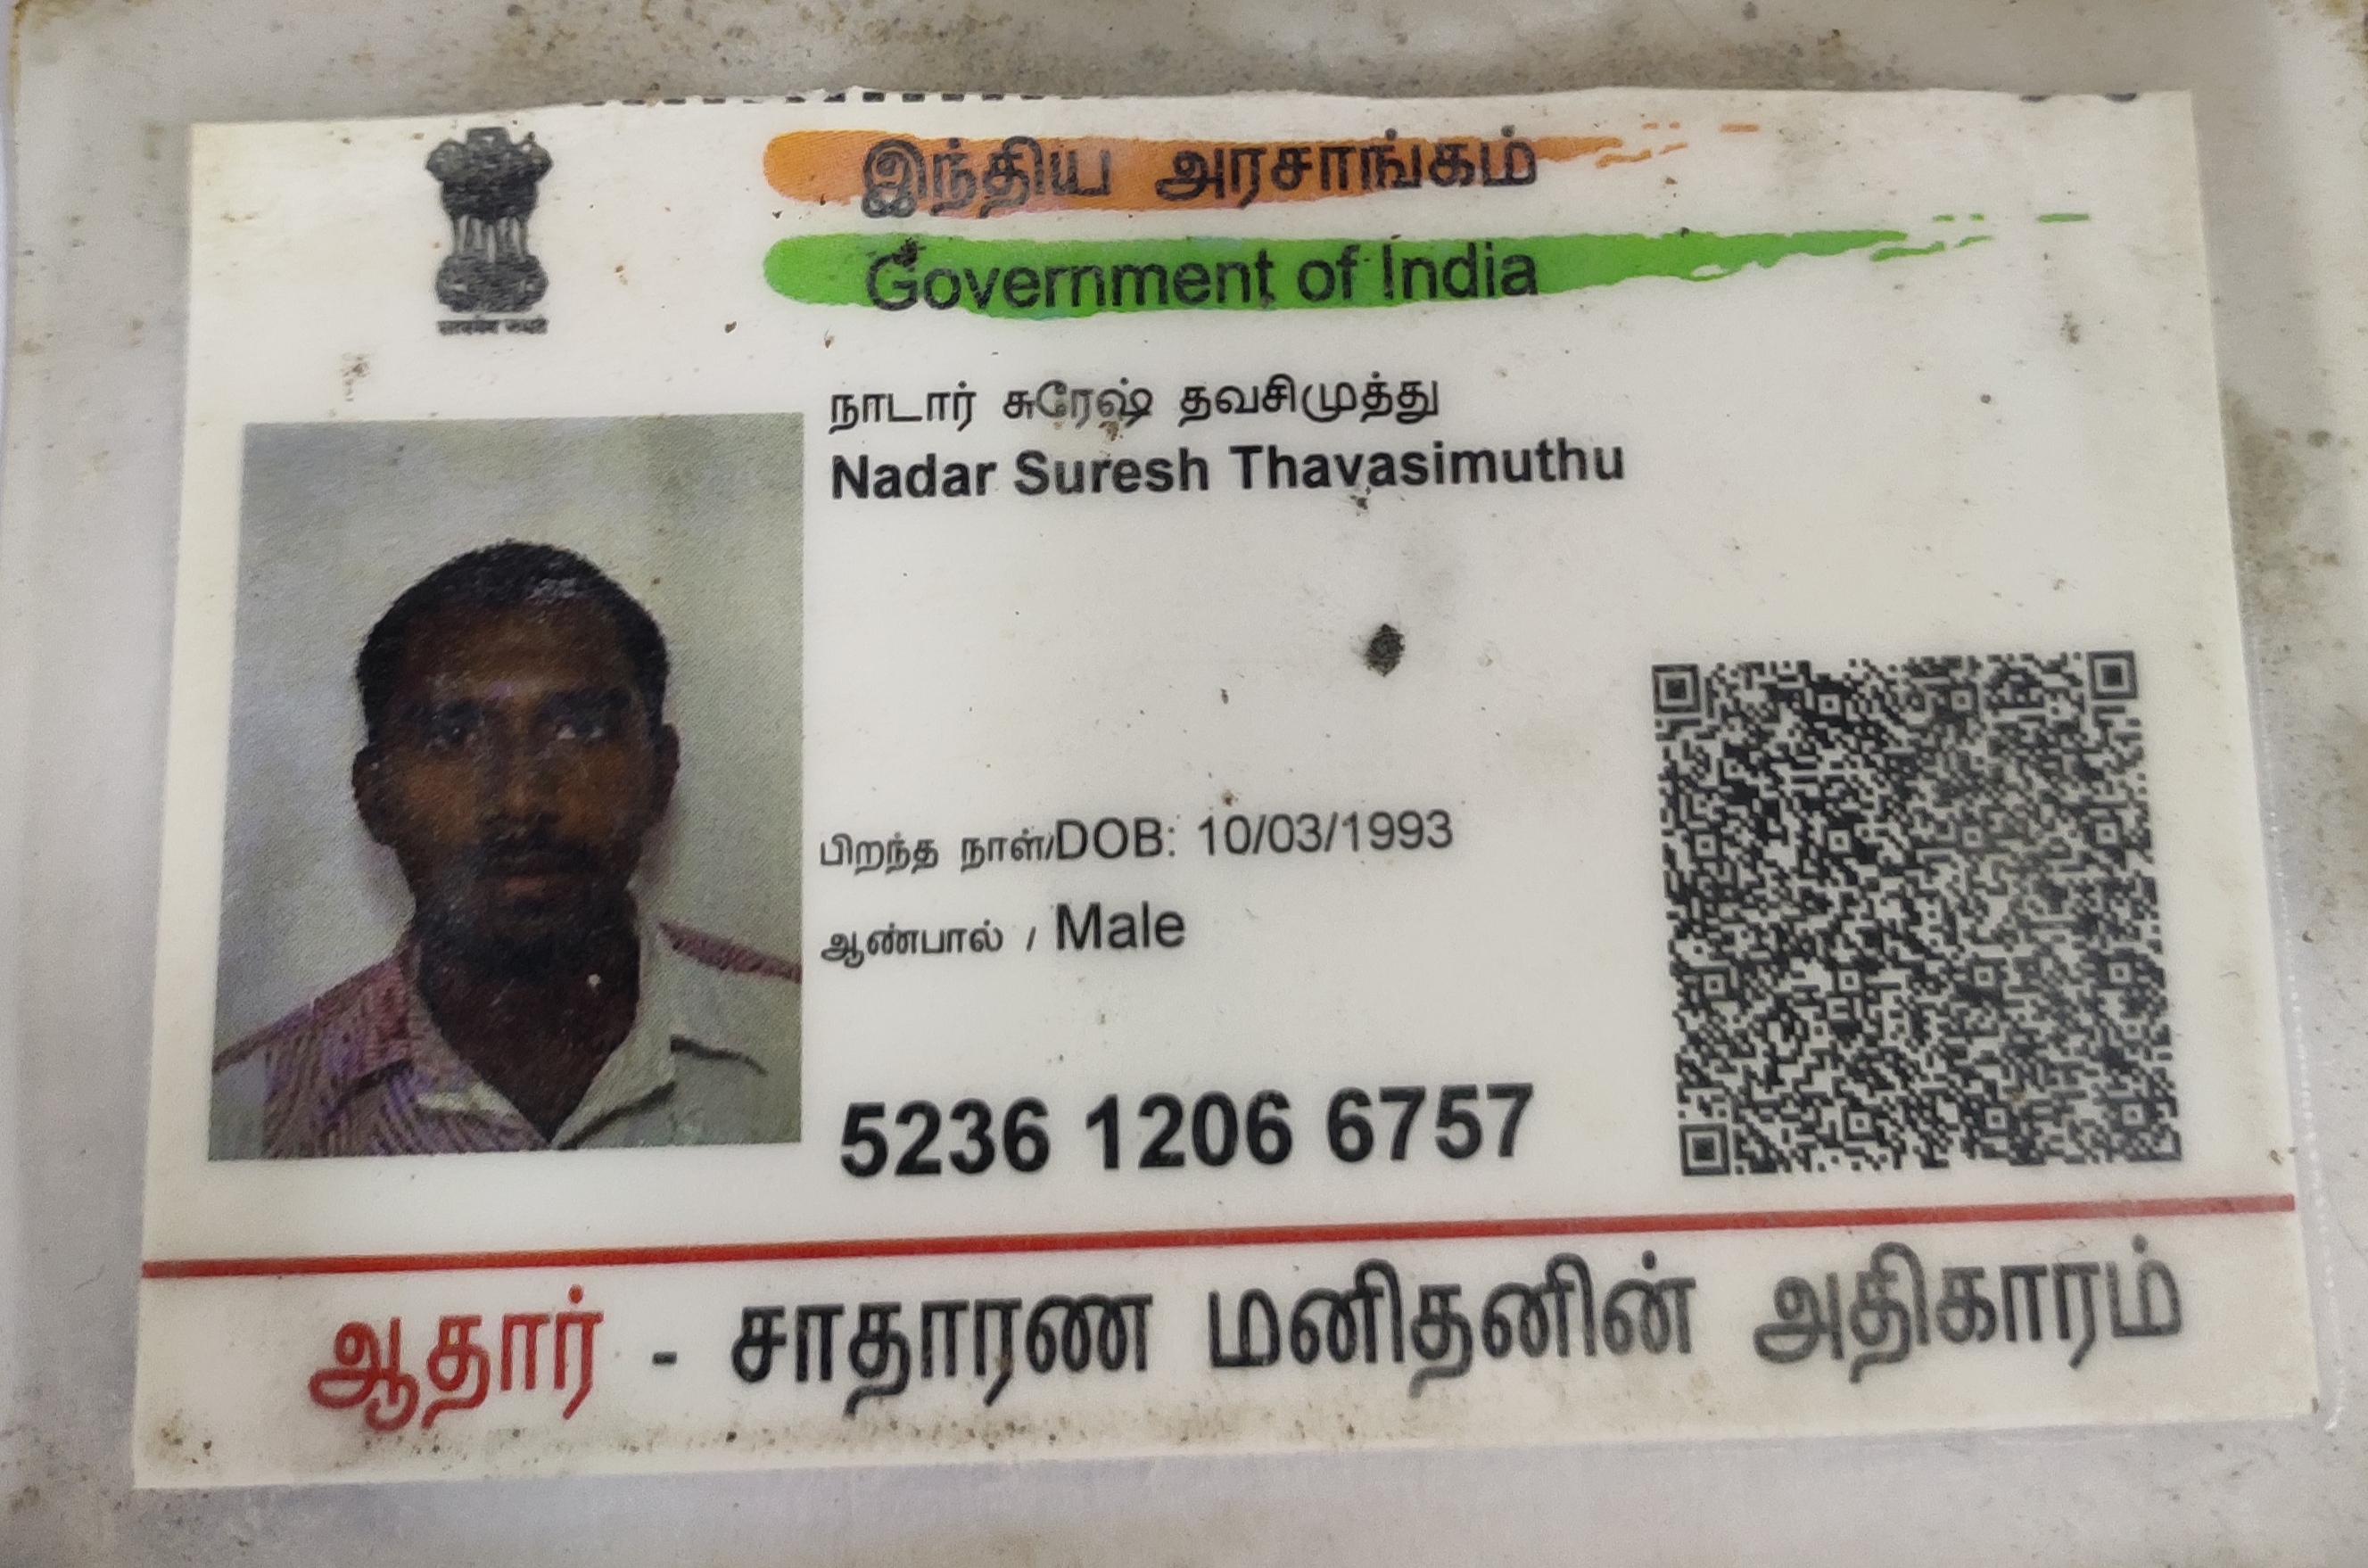 இந்திய அரசாங்கம்
Government of India
நாடார் சுரேஷ் தவசிமுத்து
Nadar Suresh Thavasimuthu
பிறந்த நாள்/DOB: 10/03/1993
ஆண்பால் / Male
5236 1206 6757
ஆதார் - சாதாரண மனிதனின் அதிகாரம்